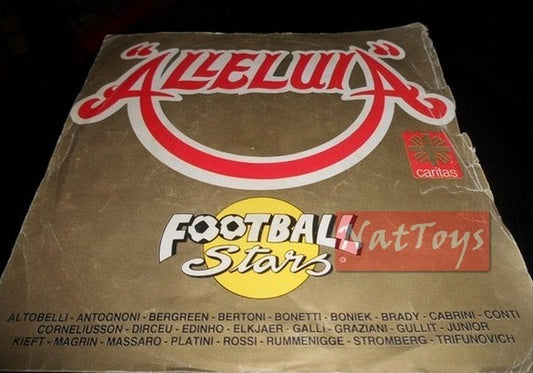 "ALLELUIA"
caritas
FOOTBALL
Stars
NatToys
ALTOBELLI - ANTOGNONI - BERGREEN - BERTONI - BONETTI - BONIEK - BRADY - CABRINI - CONTI
CORNELIUSSON - DIRCEU - EDINHO - ELKJAER - GALLI - GRAZIANI - GULLIT - JUNIOR
KIEFT - MAGRIN - MASSARO - PLATINI - ROSSI - RUMMENIGGE - STROMBERG - TRIFUNOVICH